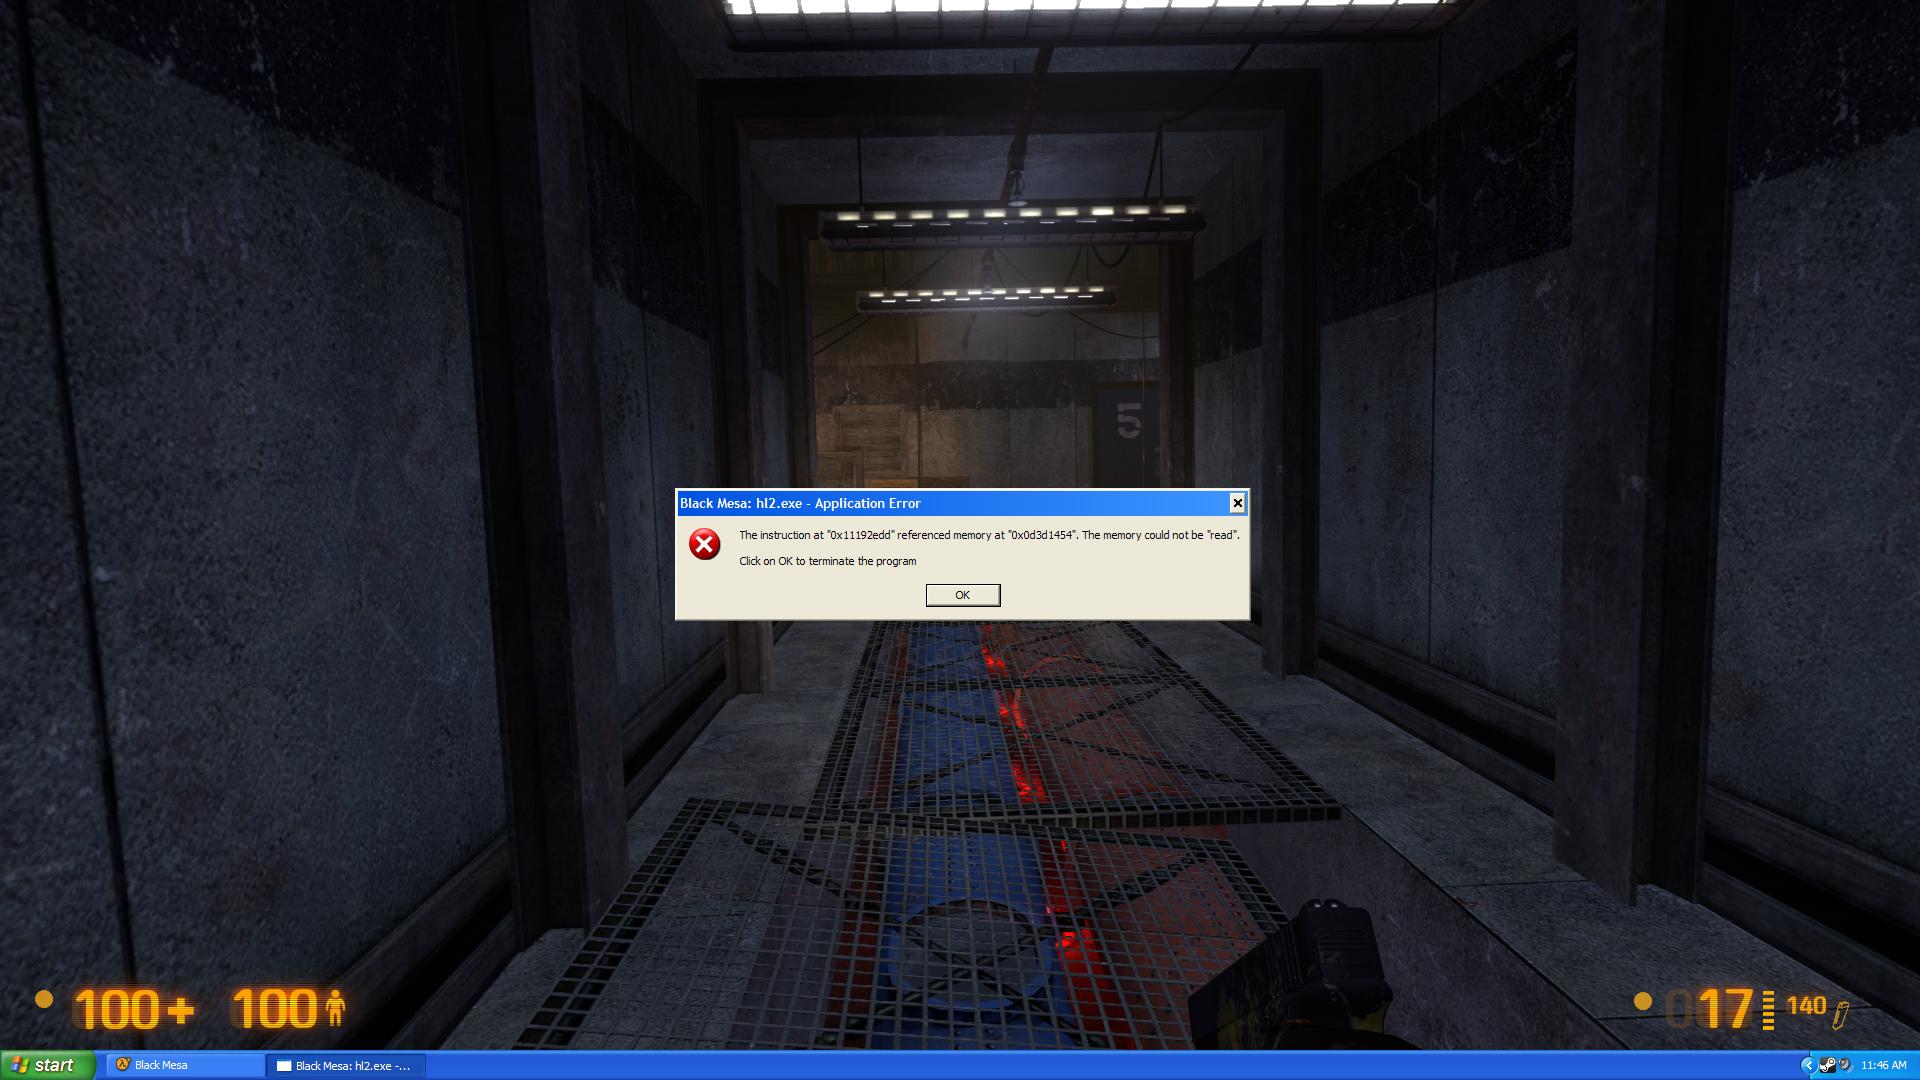 5
Black Mesa: hl2.exe - Application Error
The instruction at "0x11192edd" referenced memory at "0x0d3d1454". The memory could not be "read".
Click on OK to terminate the program
OK
100+ 100
017 140
start Black Mesa Black Mesa: hl2.exe -... 11:46 AM